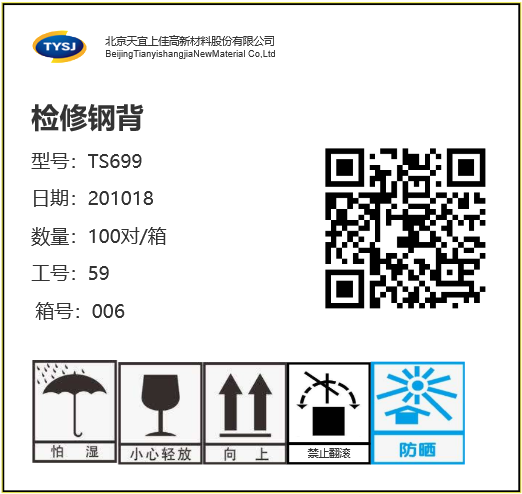 TYSJ
北京天宜上佳高新材料股份有限公司
BeijingTianyishangjiaNewMaterial Co,Ltd
检修钢背
型号：TS699
日期：201018
数量：100对/箱
工号：59
箱号：006
怕 湿
小心轻放
向 上
禁止翻滚
防晒